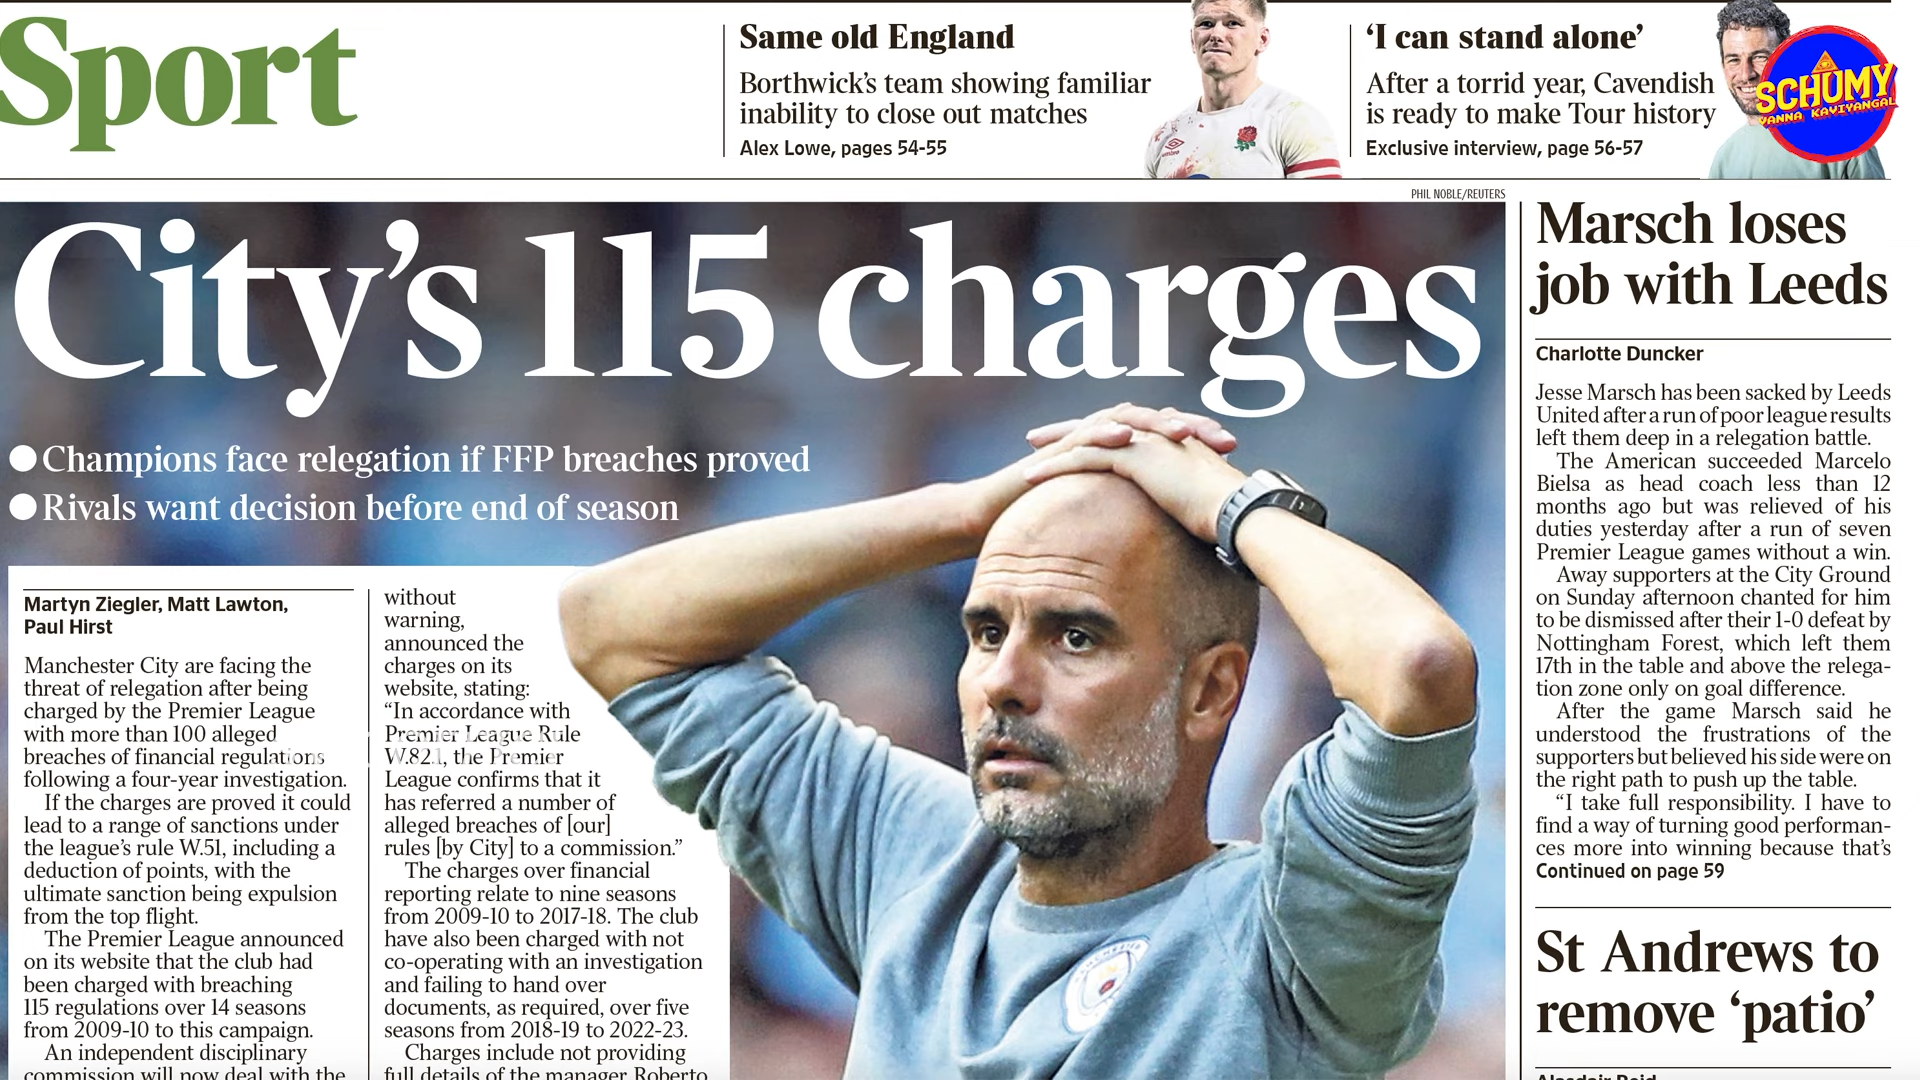 Sport
Same old England
Borthwick's team showing familiar
inability to close out matches
Alex Lowe, pages 54-55
‘I can stand alone’
After a torrid year, Cavendish
is ready to make Tour history
Exclusive interview, page 56-57
SCHUMY
VANNA KAVIYANGAL
PHIL NOBLE/REUTERS
City’s 115 charges
● Champions face relegation if FFP breaches proved
● Rivals want decision before end of season
Martyn Ziegler, Matt Lawton,
Paul Hirst
Manchester City are facing the
threat of relegation after being
charged by the Premier League
with more than 100 alleged
breaches of financial regulations
following a four-year investigation.
If the charges are proved it could
lead to a range of sanctions under
the league’s rule W.51, including a
deduction of points, with the
ultimate sanction being expulsion
from the top flight.
The Premier League announced
on its website that the club had
been charged with breaching
115 regulations over 14 seasons
from 2009-10 to this campaign.
An independent disciplinary
commission will now deal with the
without
warning,
announced the
charges on its
website, stating:
“In accordance with
Premier League Rule
W.82.1, the Premier
League confirms that it
has referred a number of
alleged breaches of [our]
rules [by City] to a commission.”
The charges over financial
reporting relate to nine seasons
from 2009-10 to 2017-18. The club
have also been charged with not
co-operating with an investigation
and failing to hand over
documents, as required, over five
seasons from 2018-19 to 2022-23.
Charges include not providing
full details of the manager Roberto
MANCHESTER
Marsch loses
job with Leeds
Charlotte Duncker
Jesse Marsch has been sacked by Leeds
United after a run of poor league results
left them deep in a relegation battle.
The American succeeded Marcelo
Bielsa as head coach less than 12
months ago but was relieved of his
duties yesterday after a run of seven
Premier League games without a win.
Away supporters at the City Ground
on Sunday afternoon chanted for him
to be dismissed after their 1-0 defeat by
Nottingham Forest, which left them
17th in the table and above the relega-
tion zone only on goal difference.
After the game Marsch said he
understood the frustrations of the
supporters but believed his side were on
the right path to push up the table.
“I take full responsibility. I have to
find a way of turning good performan-
ces more into winning because that’s
Continued on page 59
St Andrews to
remove ‘patio’
Alasdair Reid